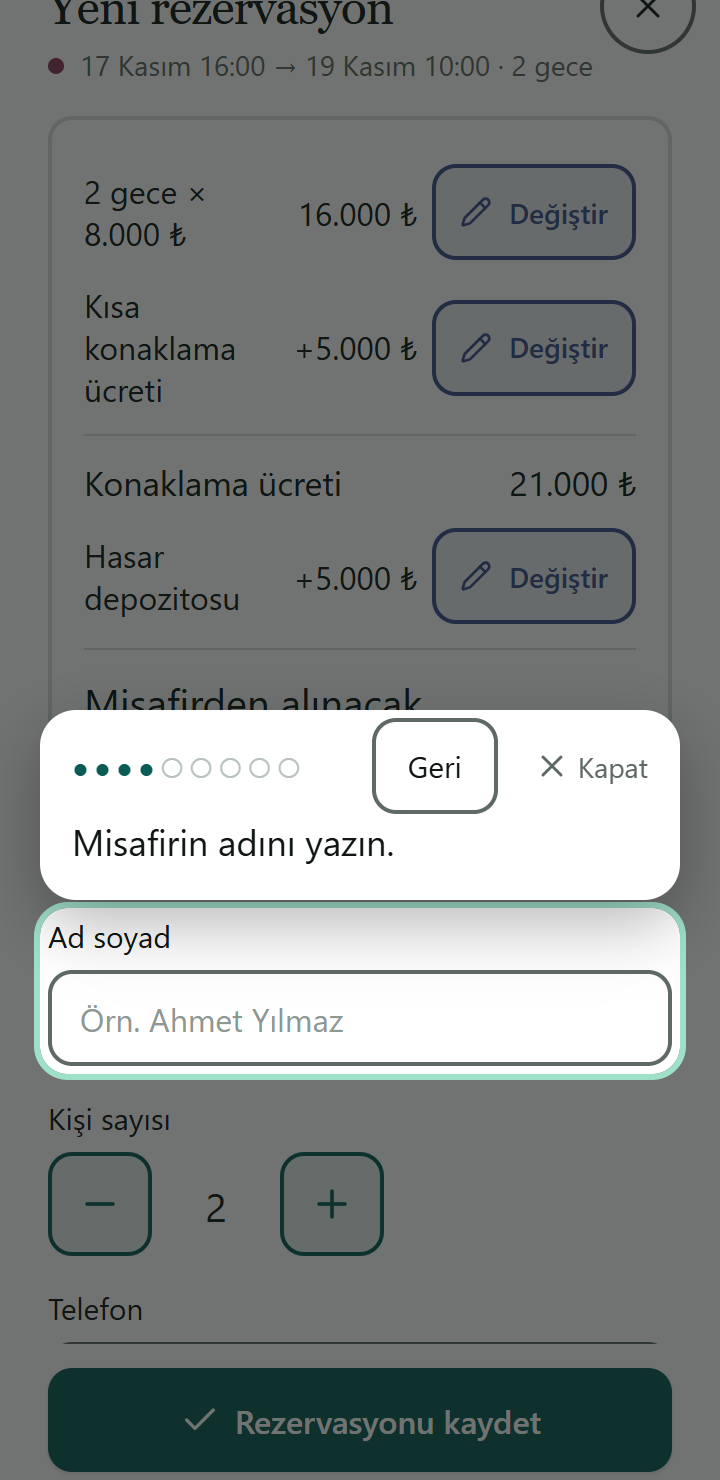 Yeni rezervasyon
17 Kasım 16:00 → 19 Kasım 10:00 · 2 gece
2 gece ×
8.000 ₺
16.000 ₺
Değiştir
Kısa
konaklama
ücreti
+5.000 ₺
Değiştir
Konaklama ücreti
21.000 ₺
Hasar
depozitosu
+5.000 ₺
Değiştir
Misafirden alınacak
Geri
Kapat
Misafirin adını yazın.
Ad soyad
Örn. Ahmet Yılmaz
Kişi sayısı
2
Telefon
Rezervasyonu kaydet